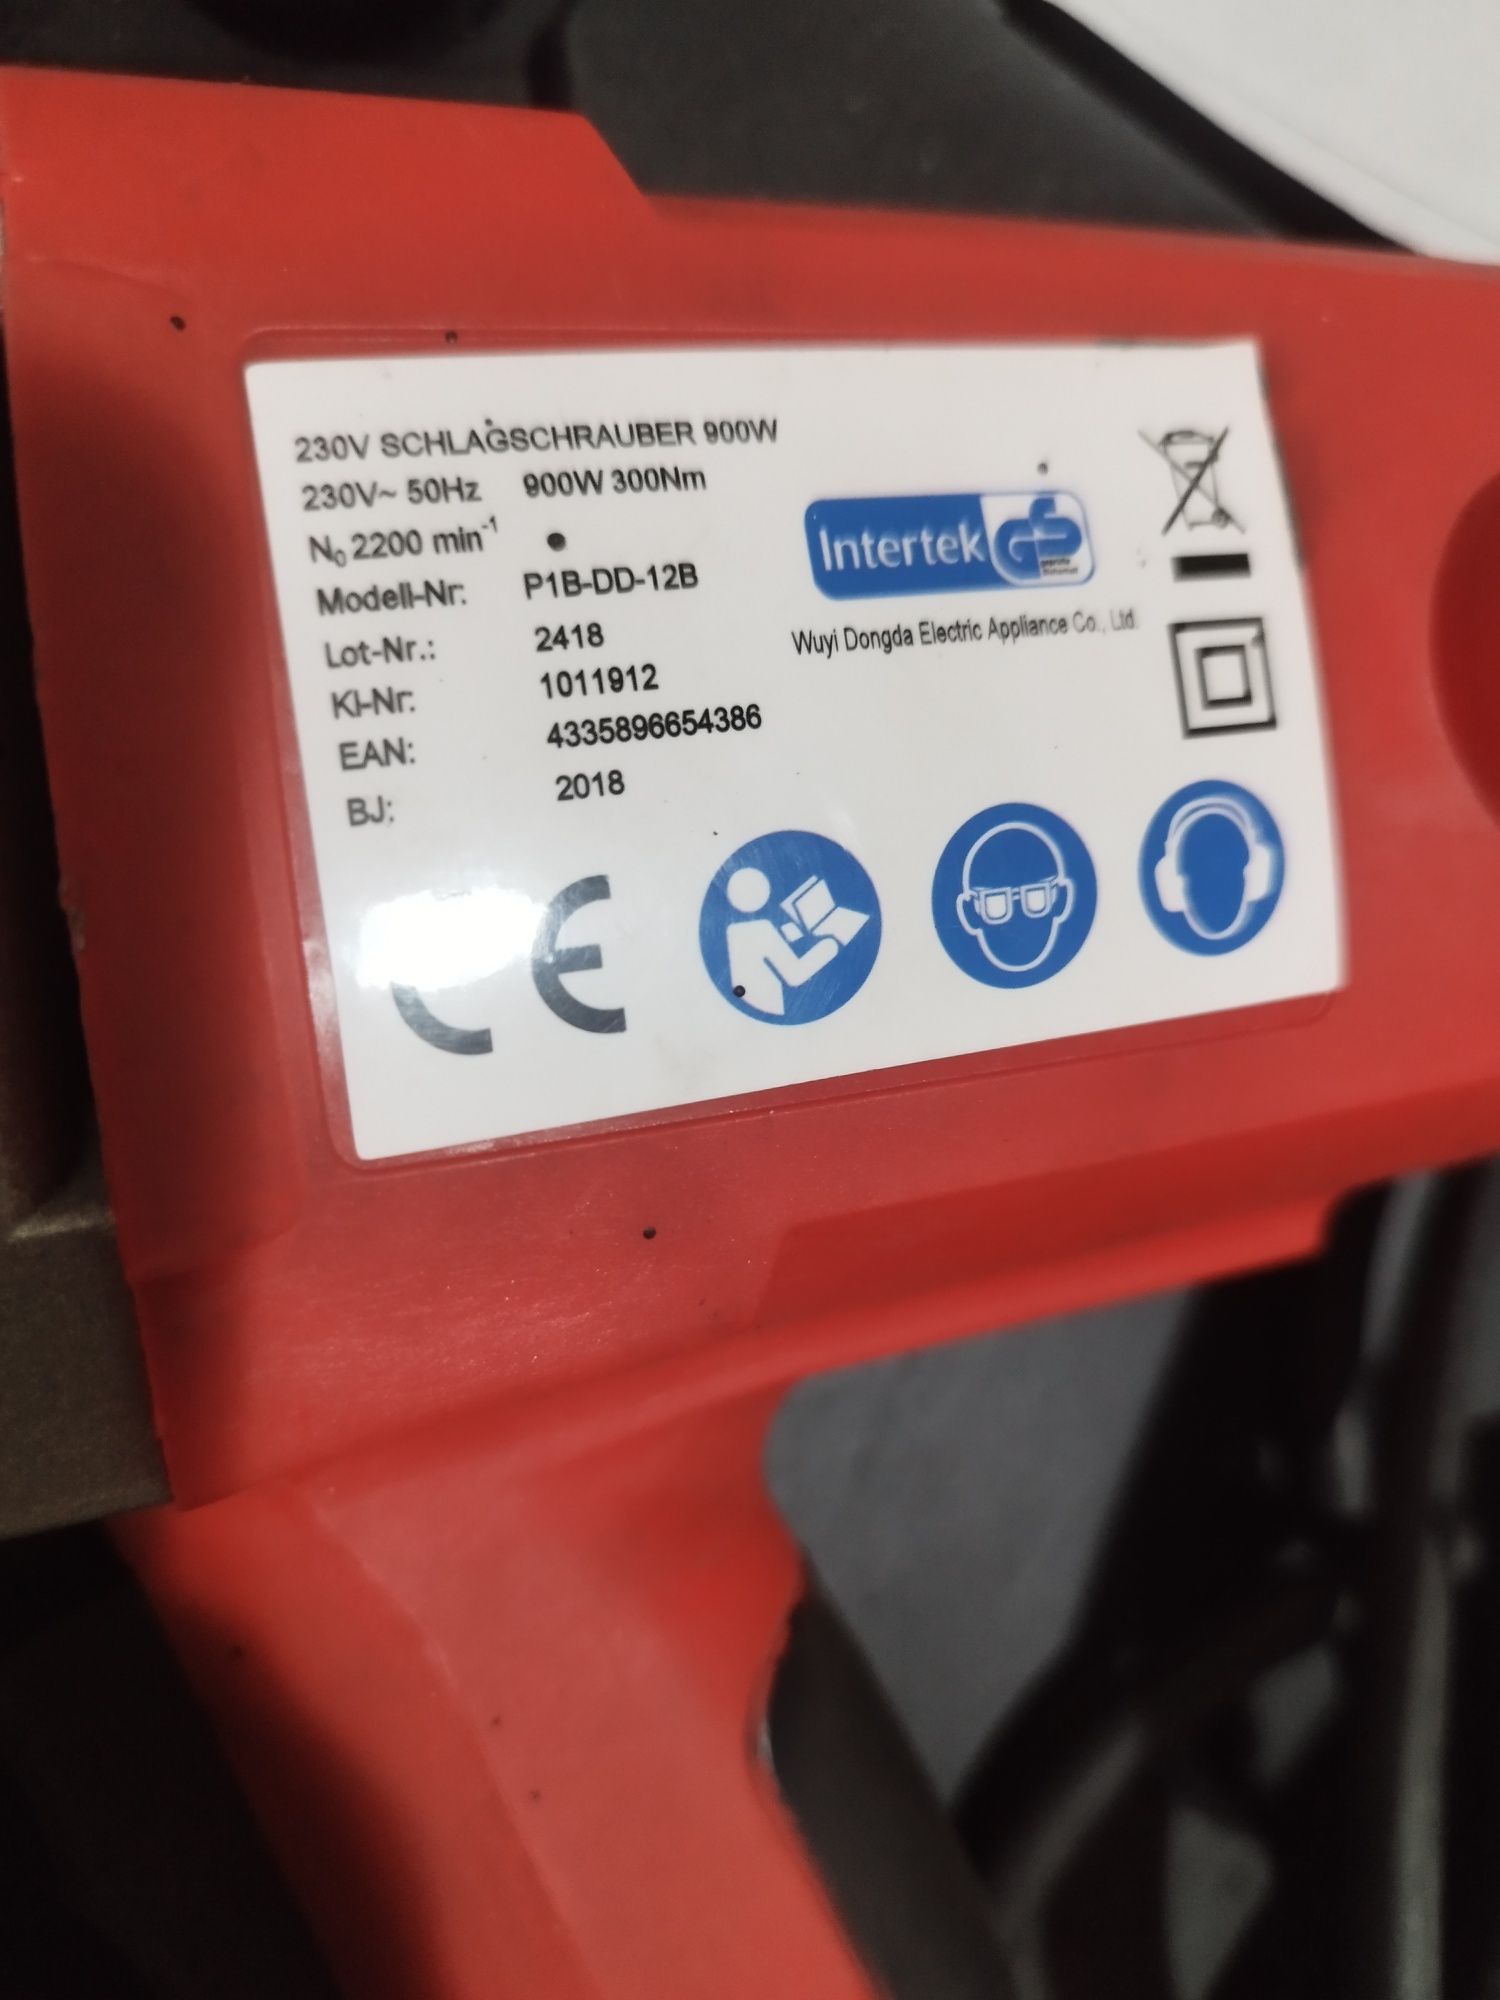 230V SCHLAGSCHRAUBER 900W
230V~ 50Hz 900W 300Nm
N₀ 2200 min⁻¹
Modell-Nr: P1B-DD-12B
Lot-Nr.: 2418
Kl-Nr: 1011912
EAN: 4335896654386
BJ: 2018
Intertek GS
Wuyi Dongda Electric Appliance Co., Ltd.
CE